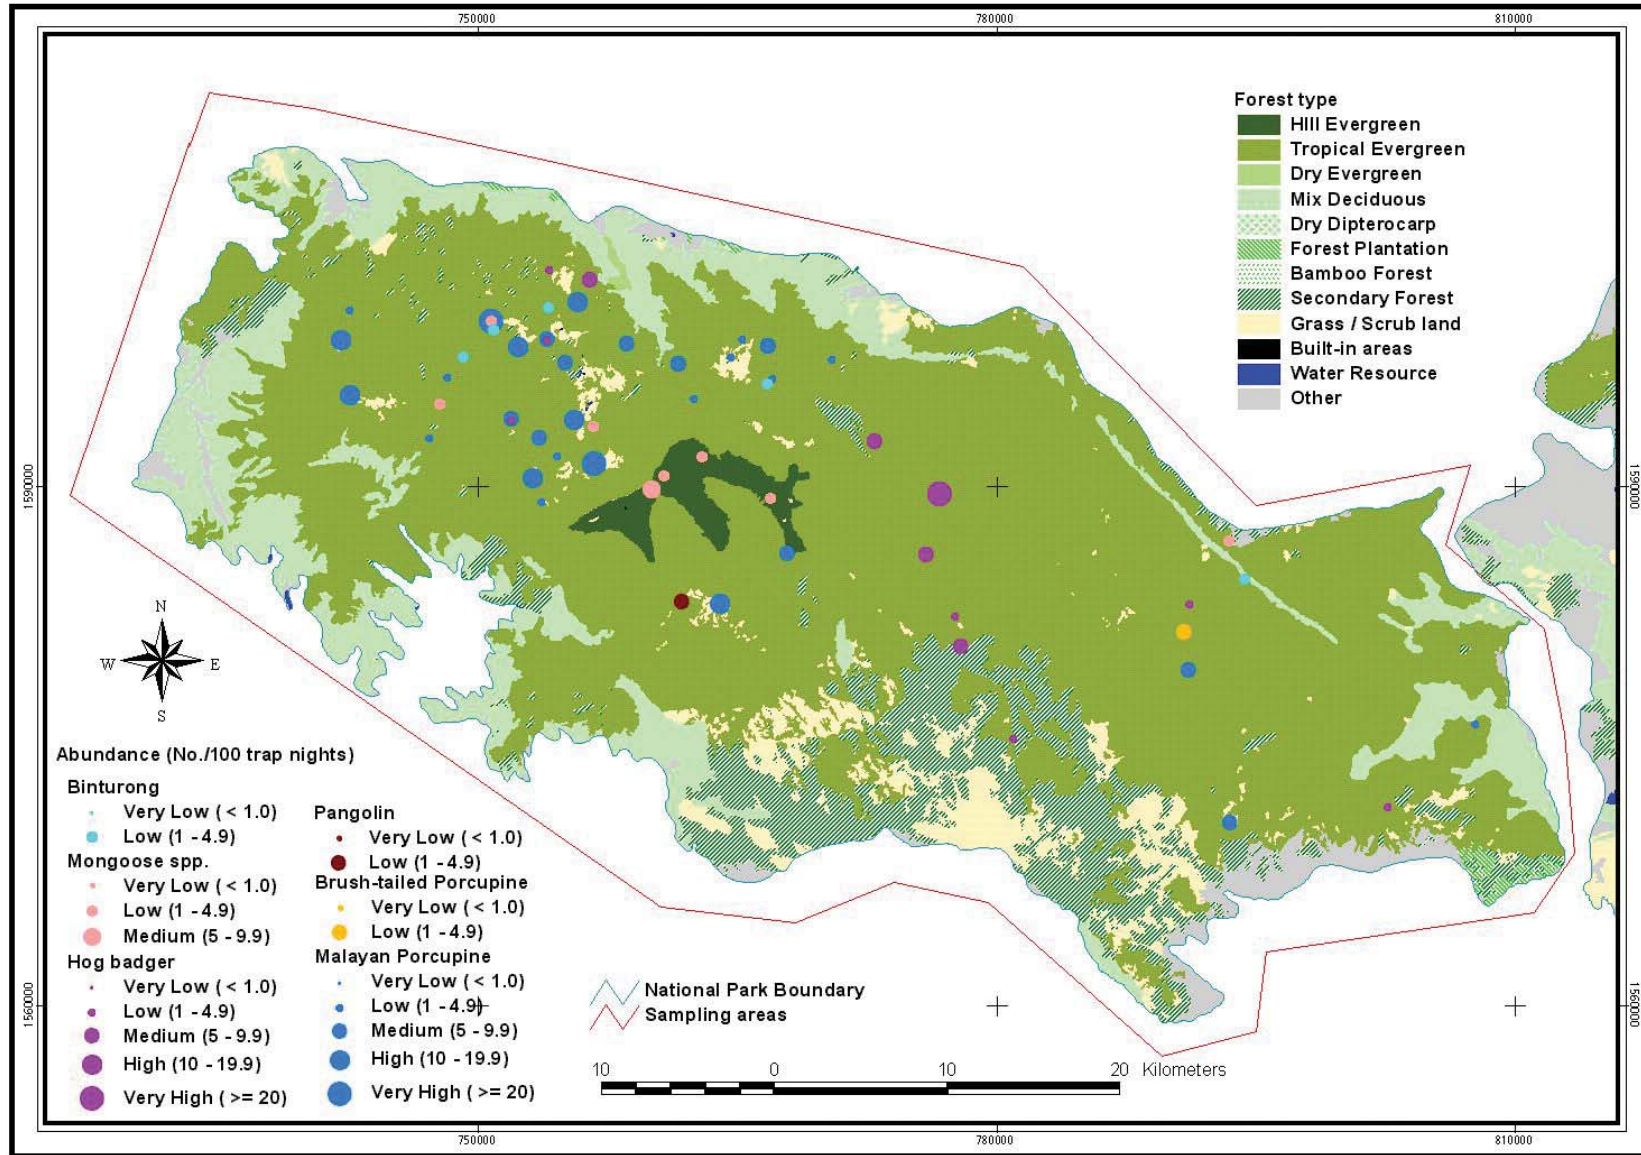 750000
780000
810000
Forest type
HIll Evergreen
Tropical Evergreen
Dry Evergreen
Mix Deciduous
Dry Dipterocarp
Forest Plantation
Bamboo Forest
Secondary Forest
Grass / Scrub land
Built-in areas
Water Resource
Other
1590000
1590000
N
W
E
S
Abundance (No./100 trap nights)
Binturong
Very Low ( < 1.0)
Low (1 - 4.9)
Mongoose spp.
Very Low ( < 1.0)
Low (1 - 4.9)
Medium (5 - 9.9)
Hog badger
Very Low ( < 1.0)
Low (1 - 4.9)
Medium (5 - 9.9)
High (10 - 19.9)
Very High ( >= 20)
Pangolin
Very Low ( < 1.0)
Low (1 - 4.9)
Brush-tailed Porcupine
Very Low ( < 1.0)
Low (1 - 4.9)
Malayan Porcupine
Very Low ( < 1.0)
Low (1 - 4.9)
Medium (5 - 9.9)
High (10 - 19.9)
Very High ( >= 20)
National Park Boundary
Sampling areas
10 0 10 20 Kilometers
1560000
1560000
750000
780000
810000